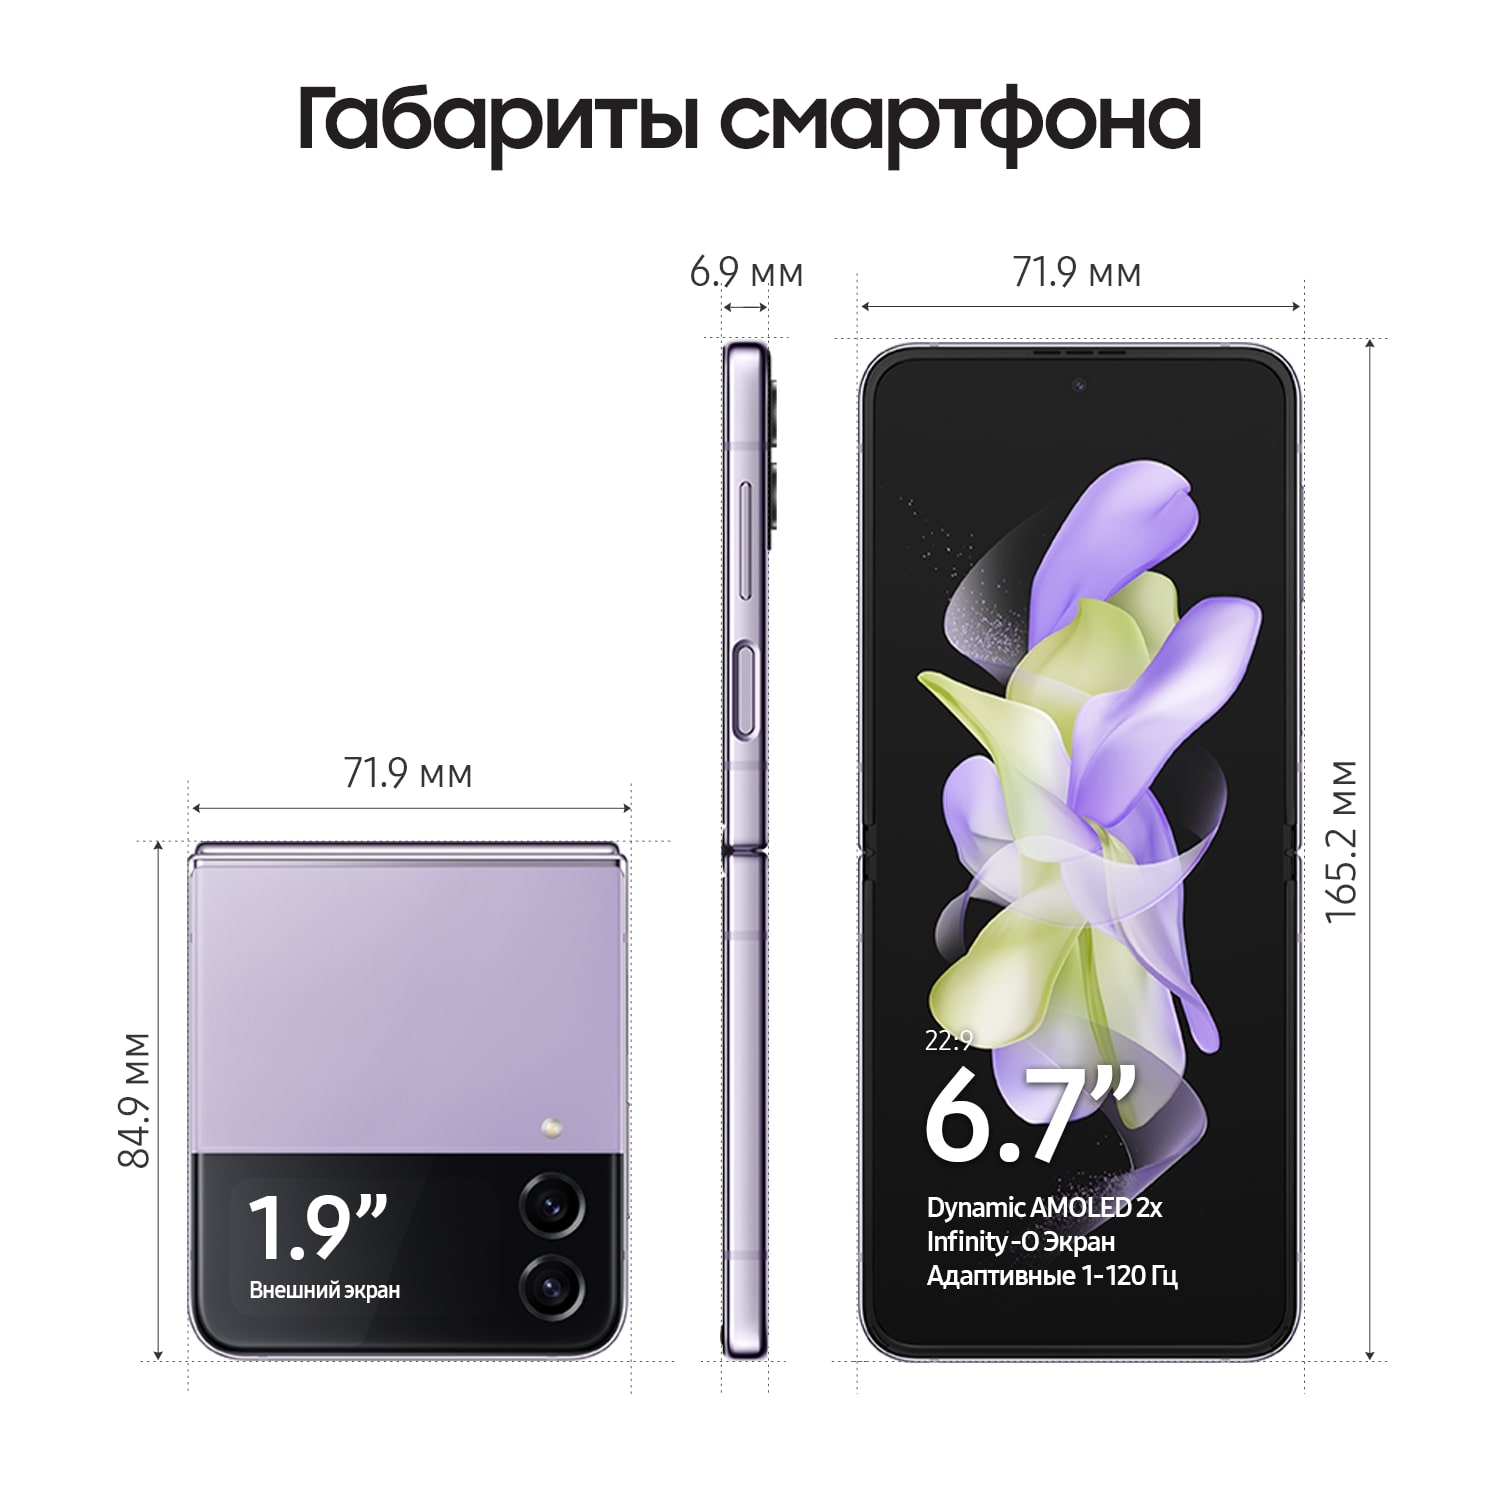 Габариты смартфона
6.9 мм
71.9 мм
165.2 мм
71.9 мм
84.9 мм
1.9”
Внешний экран
22:9
6.7”
Dynamic AMOLED 2x
Infinity-O Экран
Адаптивные 1-120 Гц